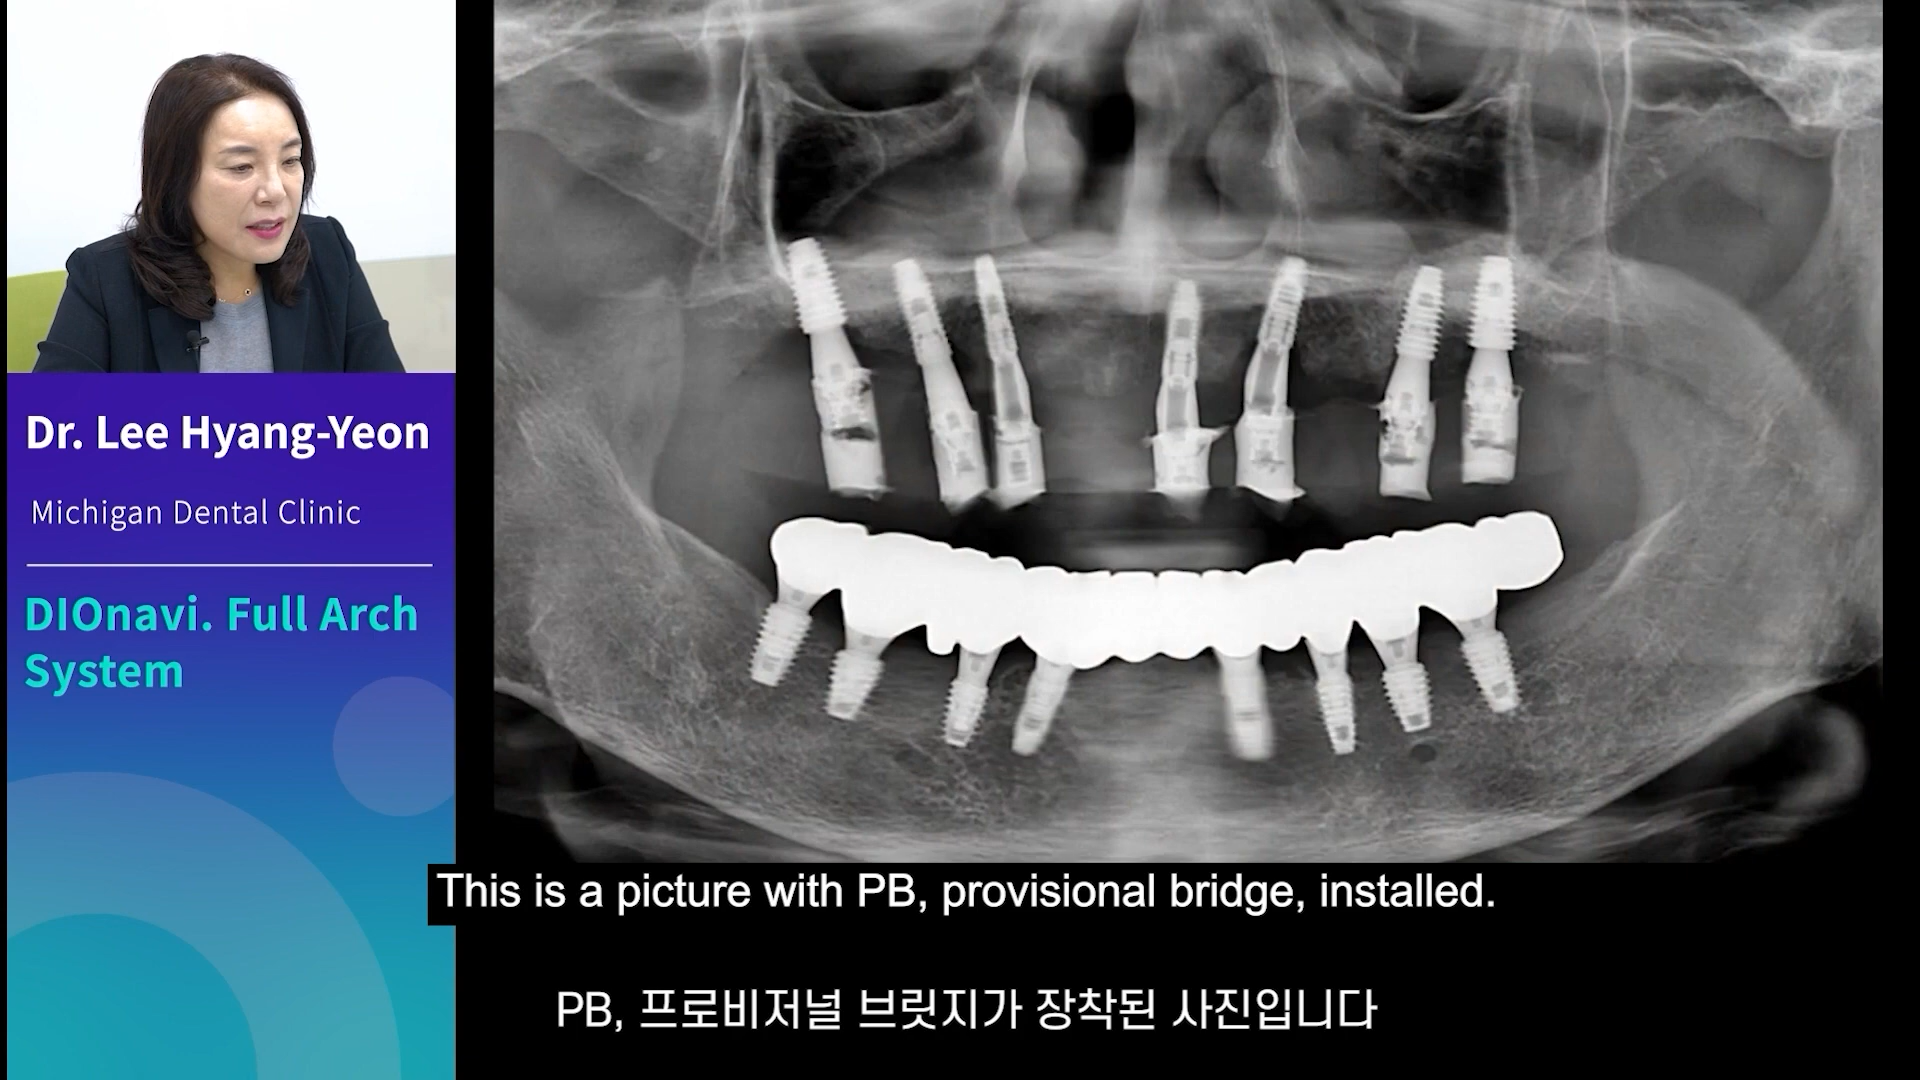 Dr. Lee Hyang-Yeon
Michigan Dental Clinic
DIOnavi. Full Arch
System
This is a picture with PB, provisional bridge, installed.
PB, 프로비저널 브릿지가 장착된 사진입니다